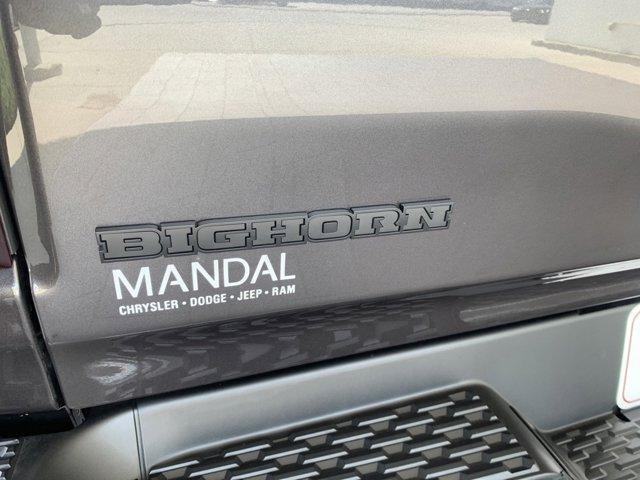 BIGHORN
MANDAL
CHRYSLER • DODGE • JEEP • RAM